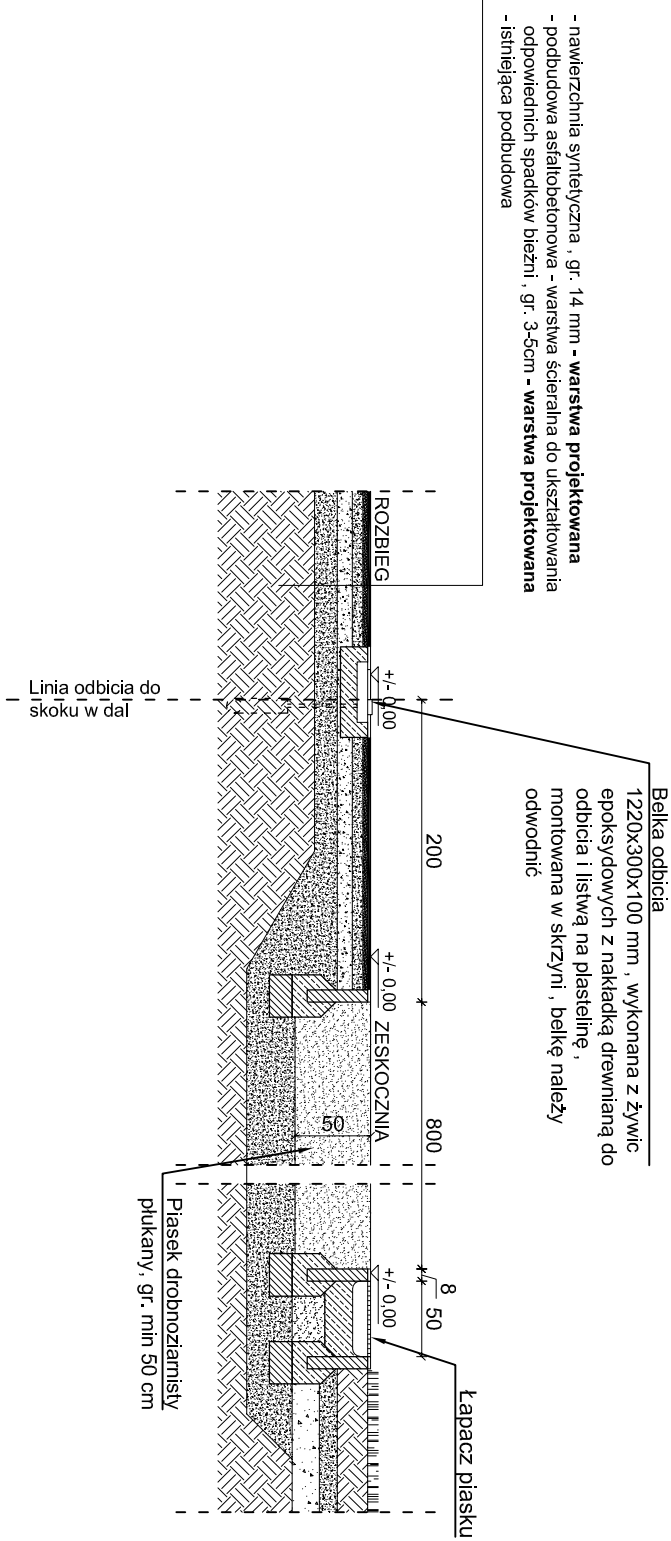 - nawierzchnia syntetyczna , gr. 14 mm - warstwa projektowana
- podbudowa asfaltobetonowa - warstwa ścieralna do ukształtowania
odpowiednich spadków bieżni , gr. 3-5cm - warstwa projektowana
- istniejąca podbudowa
Belka odbicia
1220x300x100 mm , wykonana z żywic
epoksydowych z nakładką drewnianą do
odbicia i listwą na plastelinę ,
montowana w skrzyni , belkę należy
odwodnić
Łapacz piasku
200
800
8
50
ROZBIEG
+/- 0,00
+/- 0,00
ZESKOCZNIA
+/- 0,00
50
Linia odbicia do
skoku w dal
Piasek drobnoziarnisty
płukany, gr. min 50 cm